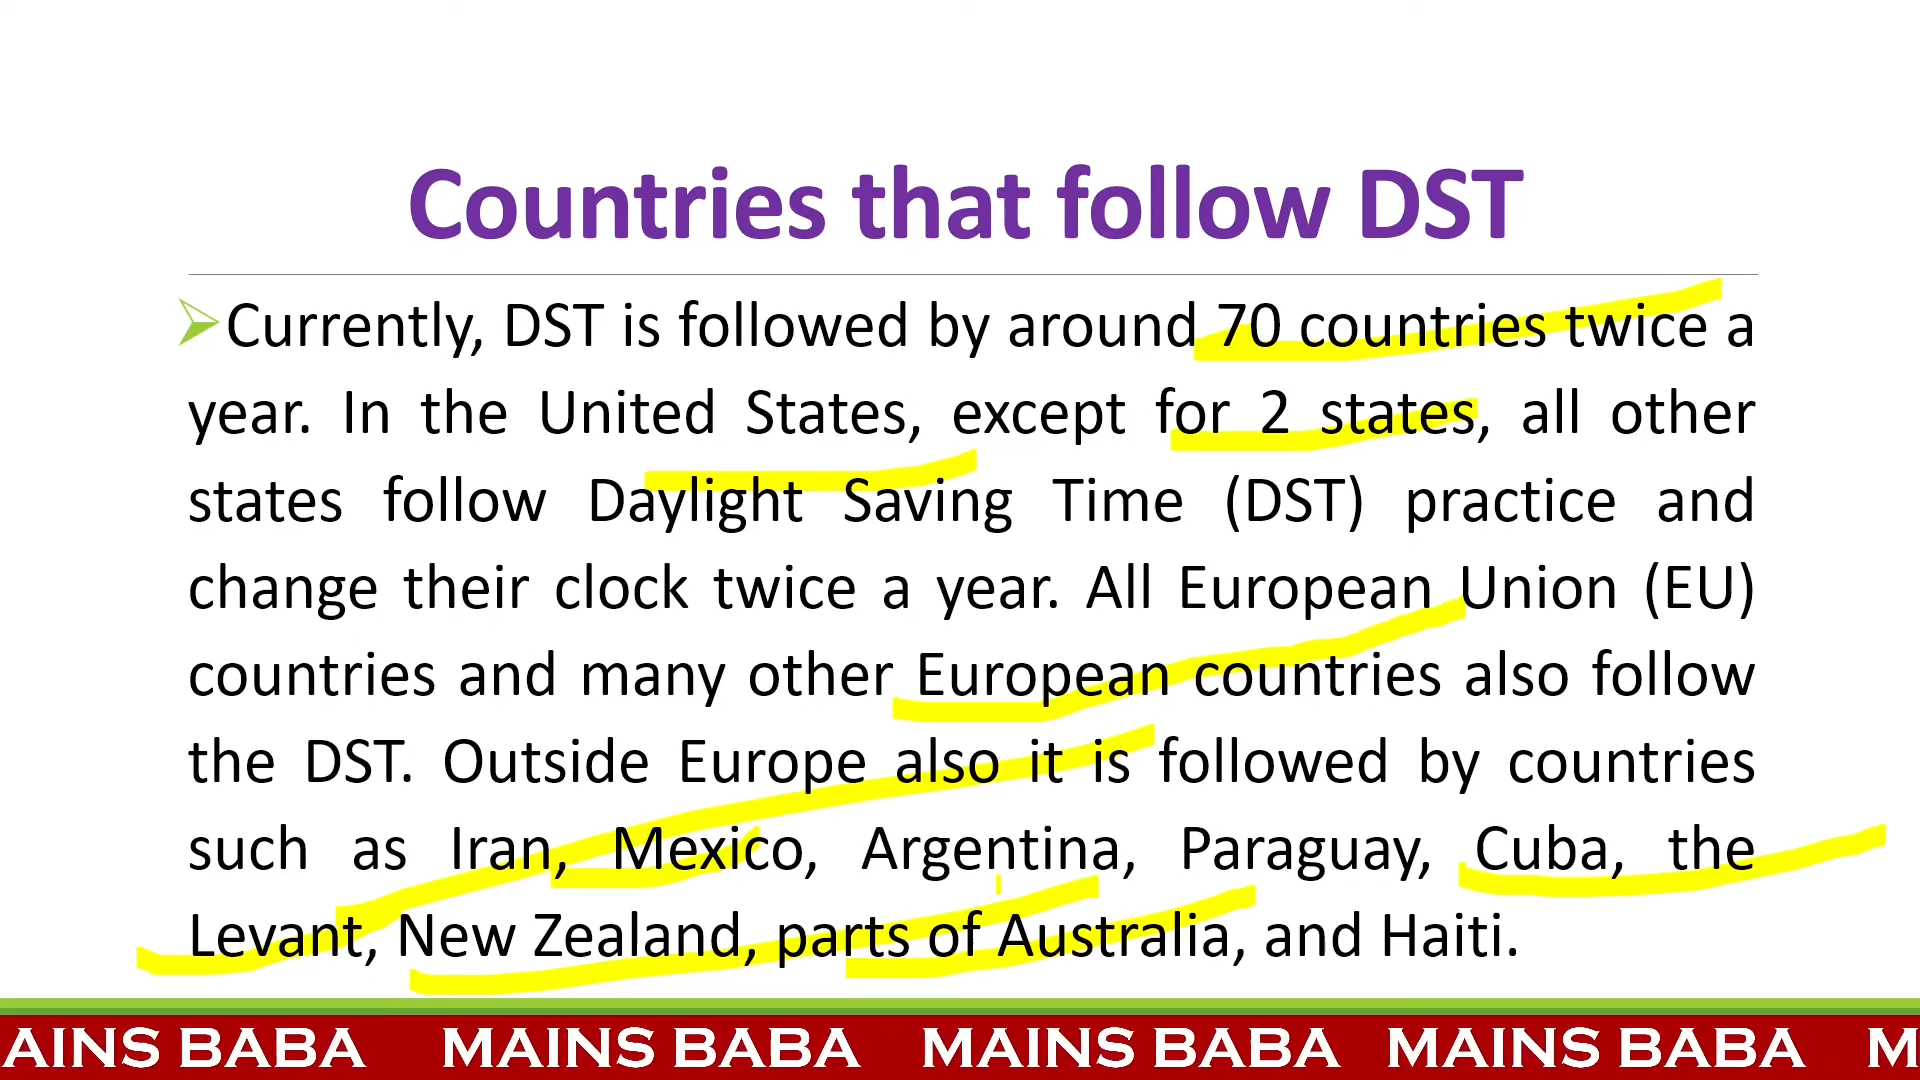 Countries that follow DST
Currently, DST is followed by around 70 countries twice a
year. In the United States, except for 2 states, all other
states follow Daylight Saving Time (DST) practice and
change their clock twice a year. All European Union (EU)
countries and many other European countries also follow
the DST. Outside Europe also it is followed by countries
such as Iran, Mexico, Argentina, Paraguay, Cuba, the
Levant, New Zealand, parts of Australia, and Haiti.
AINS BABA MAINS BABA MAINS BABA MAINS BABA M